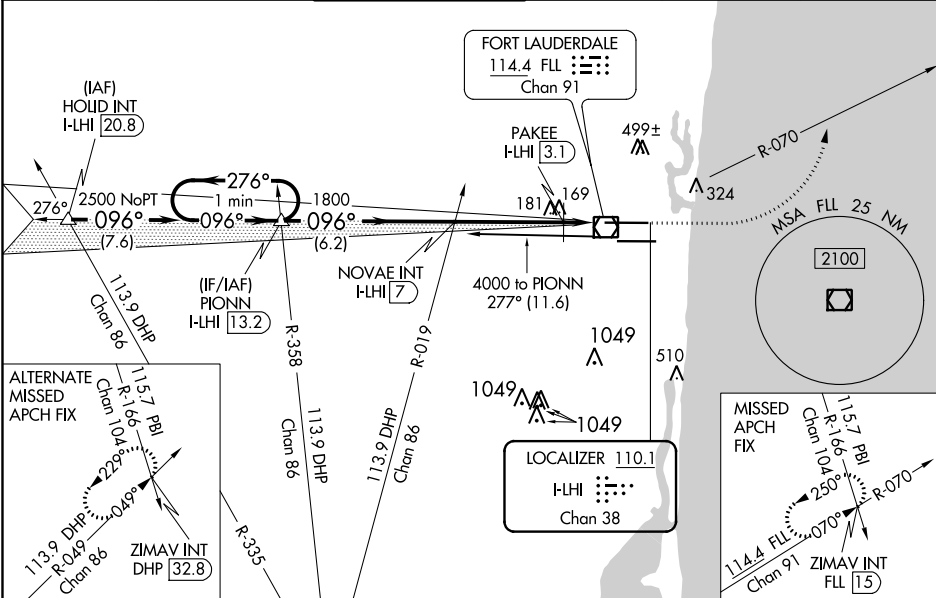 FORT LAUDERDALE
114.4 FLL
Chan 91
(IAF)
HOLID INT
I-LHI 20.8
PAKEE
I-LHI 3.1
499±
R-070
324
181
169
276°
2500 NoPT
276°
1 min
1800
096°
096°
096°
(7.6)
(6.2)
MSA FLL 25 NM
2100
NOVAE INT
I-LHI 7
4000 to PIONN
277° (11.6)
(IF/IAF)
PIONN
I-LHI 13.2
113.9 DHP
Chan 86
R-358
R-019
1049
510
113.9 DHP
Chan 86
113.9 DHP
Chan 86
1049
1049
ALTERNATE
MISSED
APCH FIX
115.7 PBI
R-166
Chan 104
229°
049°
113.9 DHP
R-049
Chan 86
ZIMAV INT
DHP 32.8
R-335
LOCALIZER 110.1
I-LHI
Chan 38
MISSED
APCH
FIX
115.7 PBI
R-166
Chan 104
250°
070°
R-070
114.4 FLL
Chan 91
ZIMAV INT
FLL 15